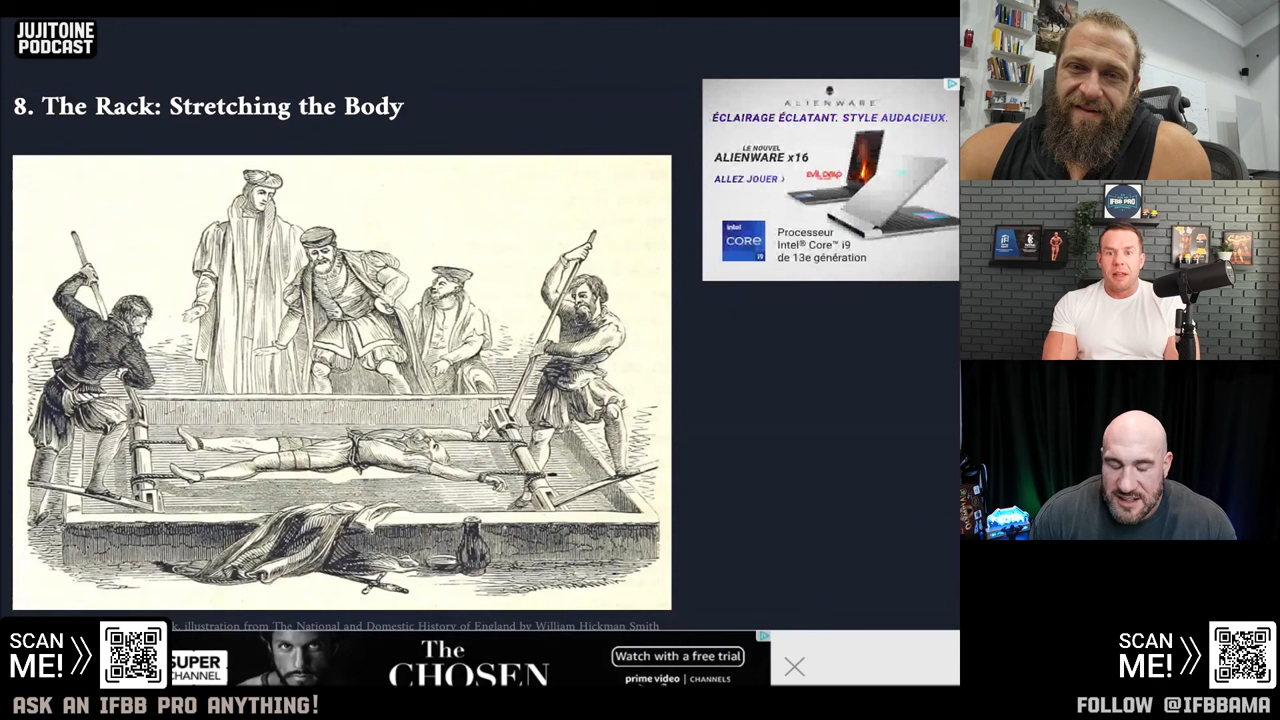 JUJITOINE
PODCAST
8. The Rack: Stretching the Body
ALIENWARE
ÉCLAIRAGE ÉCLATANT. STYLE AUDACIEUX.
LE NOUVEL
ALIENWARE x16
ALLEZ JOUER ›
intel
CORE
i9
Processeur
Intel® Core™ i9
de 13e génération
IFBB PRO
k, illustration from The National and Domestic History of England by William Hickman Smith
SCAN
ME!
SUPER
CHANNEL
The
CHOSEN
Watch with a free trial
prime video | CHANNELS
SCAN
ME!
ASK AN IFBB PRO ANYTHING!
FOLLOW @IFBBAMA